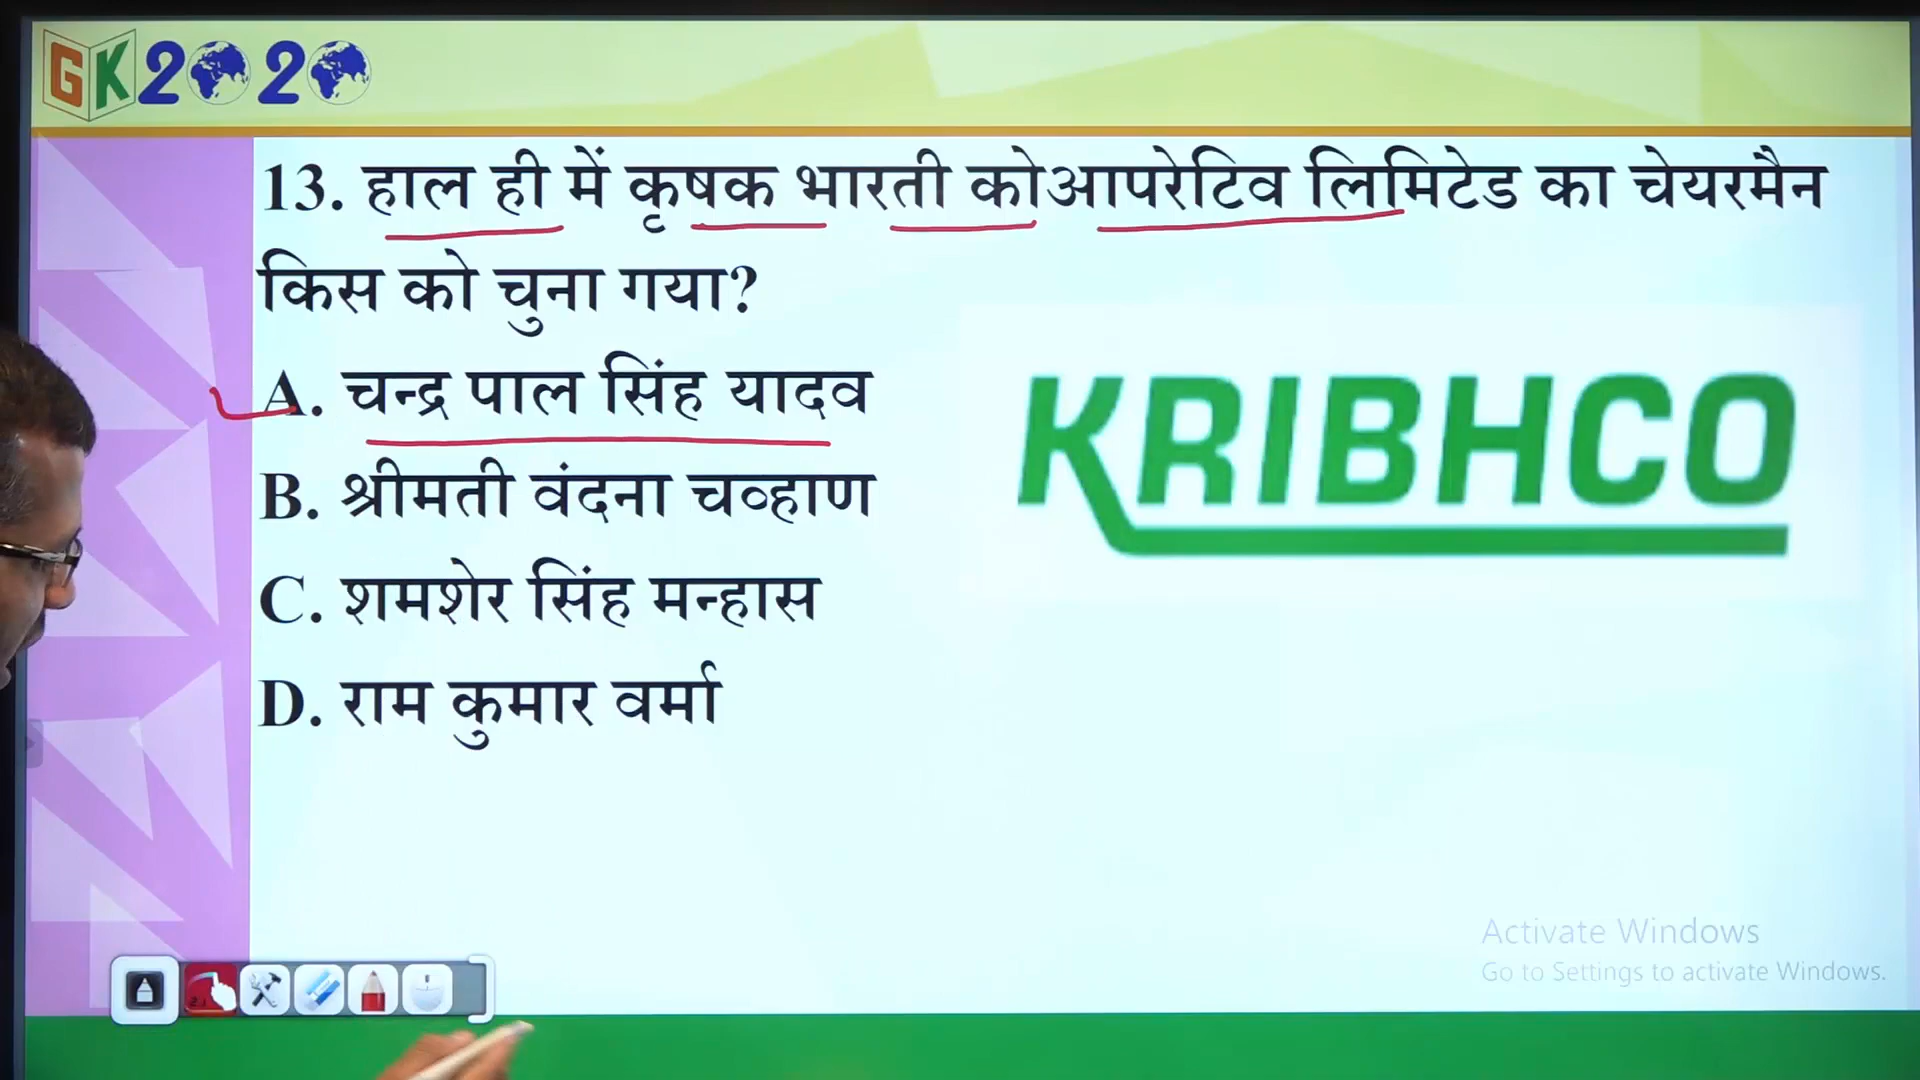 GK2020
13. हाल ही में कृषक भारती कोआपरेटिव लिमिटेड का चेयरमैन
किस को चुना गया?
A. चन्द्र पाल सिंह यादव
B. श्रीमती वंदना चव्हाण
C. शमशेर सिंह मन्हास
D. राम कुमार वर्मा
KRIBHCO
Activate Windows
Go to Settings to activate Windows.